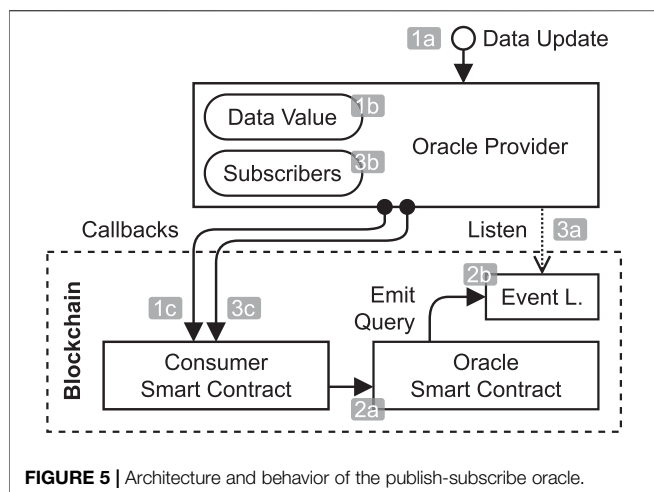 1a Data Update
Data Value 1b
Oracle Provider
Subscribers 3b
Callbacks
Listen 3a
Blockchain
1c
3c
Emit
Query
2b
Event L.
Consumer
Smart Contract
2a
Oracle
Smart Contract
FIGURE 5 | Architecture and behavior of the publish-subscribe oracle.